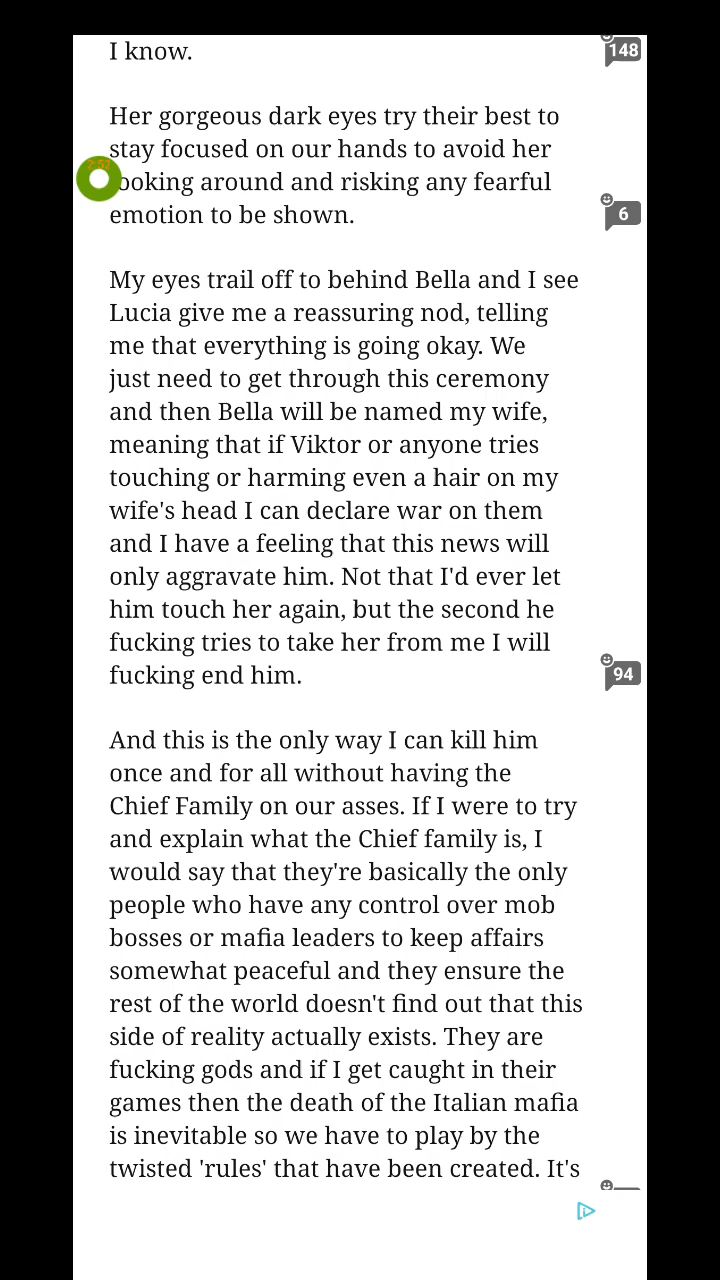 I know.
148
Her gorgeous dark eyes try their best to
stay focused on our hands to avoid her
looking around and risking any fearful
emotion to be shown.
6
My eyes trail off to behind Bella and I see
Lucia give me a reassuring nod, telling
me that everything is going okay. We
just need to get through this ceremony
and then Bella will be named my wife,
meaning that if Viktor or anyone tries
touching or harming even a hair on my
wife's head I can declare war on them
and I have a feeling that this news will
only aggravate him. Not that I'd ever let
him touch her again, but the second he
fucking tries to take her from me I will
fucking end him.
94
And this is the only way I can kill him
once and for all without having the
Chief Family on our asses. If I were to try
and explain what the Chief family is, I
would say that they're basically the only
people who have any control over mob
bosses or mafia leaders to keep affairs
somewhat peaceful and they ensure the
rest of the world doesn't find out that this
side of reality actually exists. They are
fucking gods and if I get caught in their
games then the death of the Italian mafia
is inevitable so we have to play by the
twisted 'rules' that have been created. It's